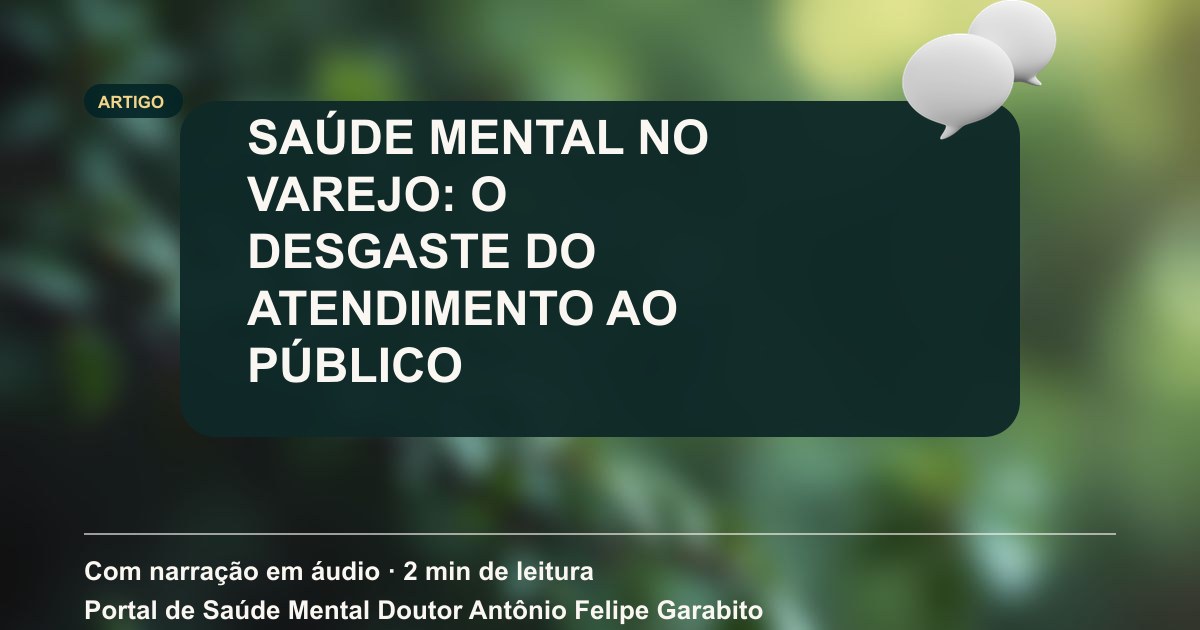 ARTIGO
SAÚDE MENTAL NO
VAREJO: O
DESGASTE DO
ATENDIMENTO AO
PÚBLICO
Com narração em áudio · 2 min de leitura
Portal de Saúde Mental Doutor Antônio Felipe Garabito